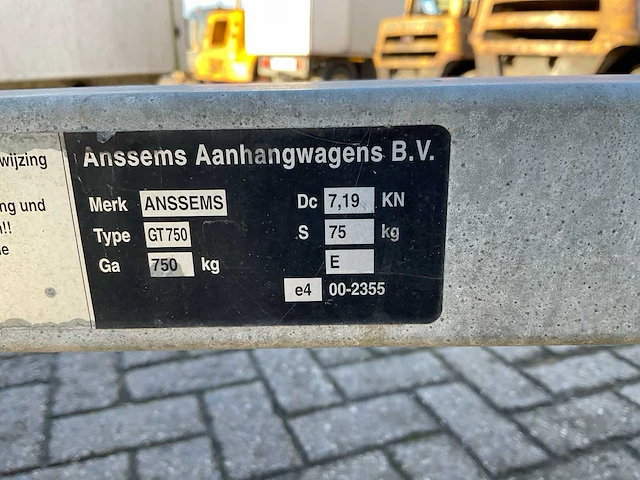 wijzing
ng und
!!
e
Anssems Aanhangwagens B.V.
Merk ANSSEMS
Type GT750
Ga 750 kg
Dc 7,19 KN
S 75 kg
E
e4 00-2355